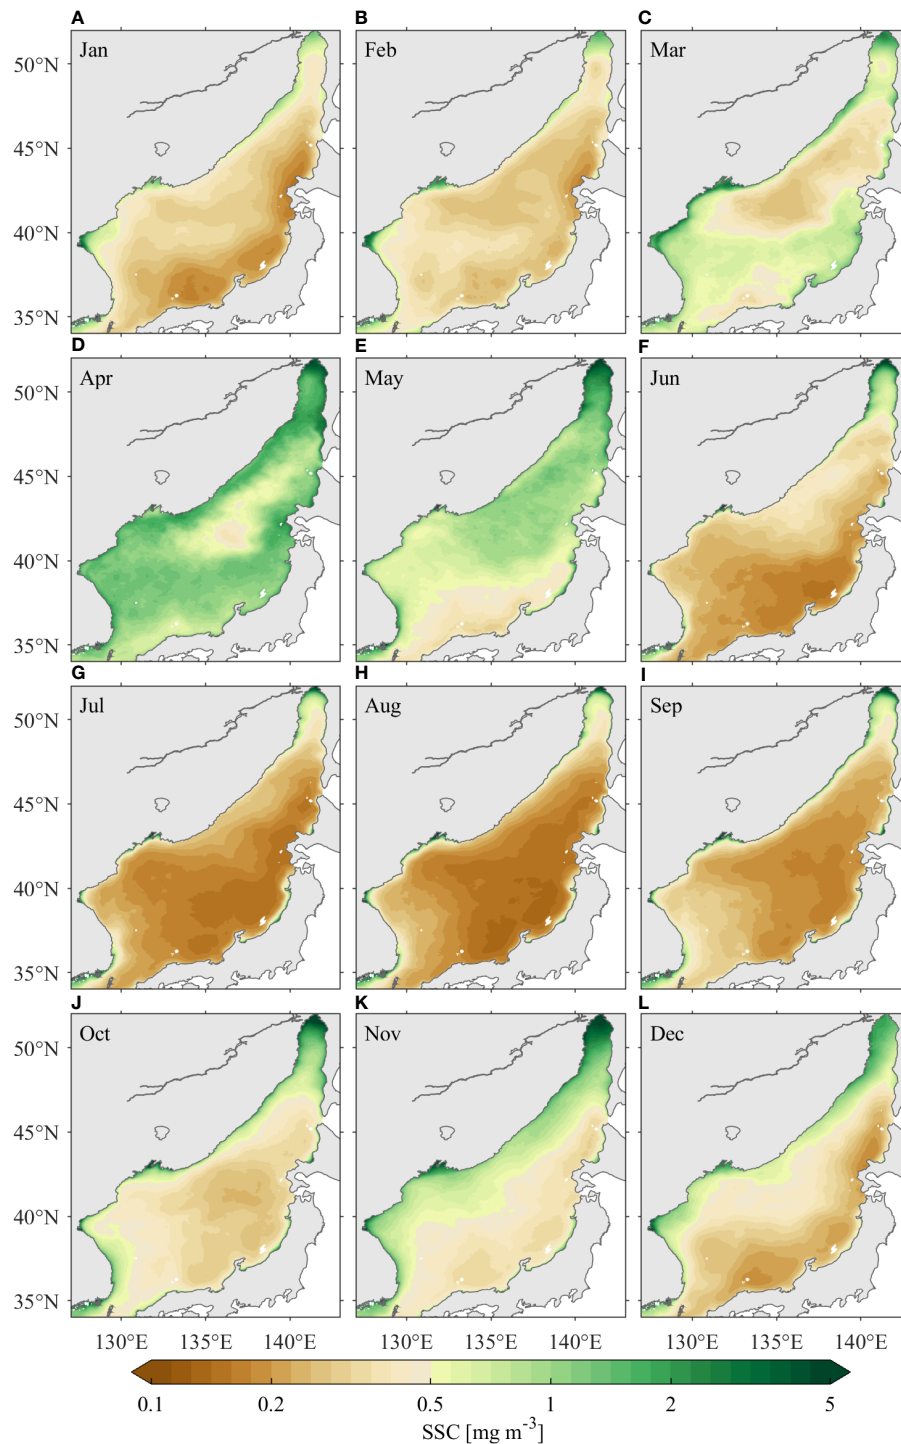 A B C
Jan Feb Mar
50°N
45°N
40°N
35°N
D E F
Apr May Jun
50°N
45°N
40°N
35°N
G H I
Jul Aug Sep
50°N
45°N
40°N
35°N
J K L
Oct Nov Dec
50°N
45°N
40°N
35°N
130°E 135°E 140°E 130°E 135°E 140°E 130°E 135°E 140°E
0.1 0.2 0.5 1 2 5
SSC [mg m⁻³]